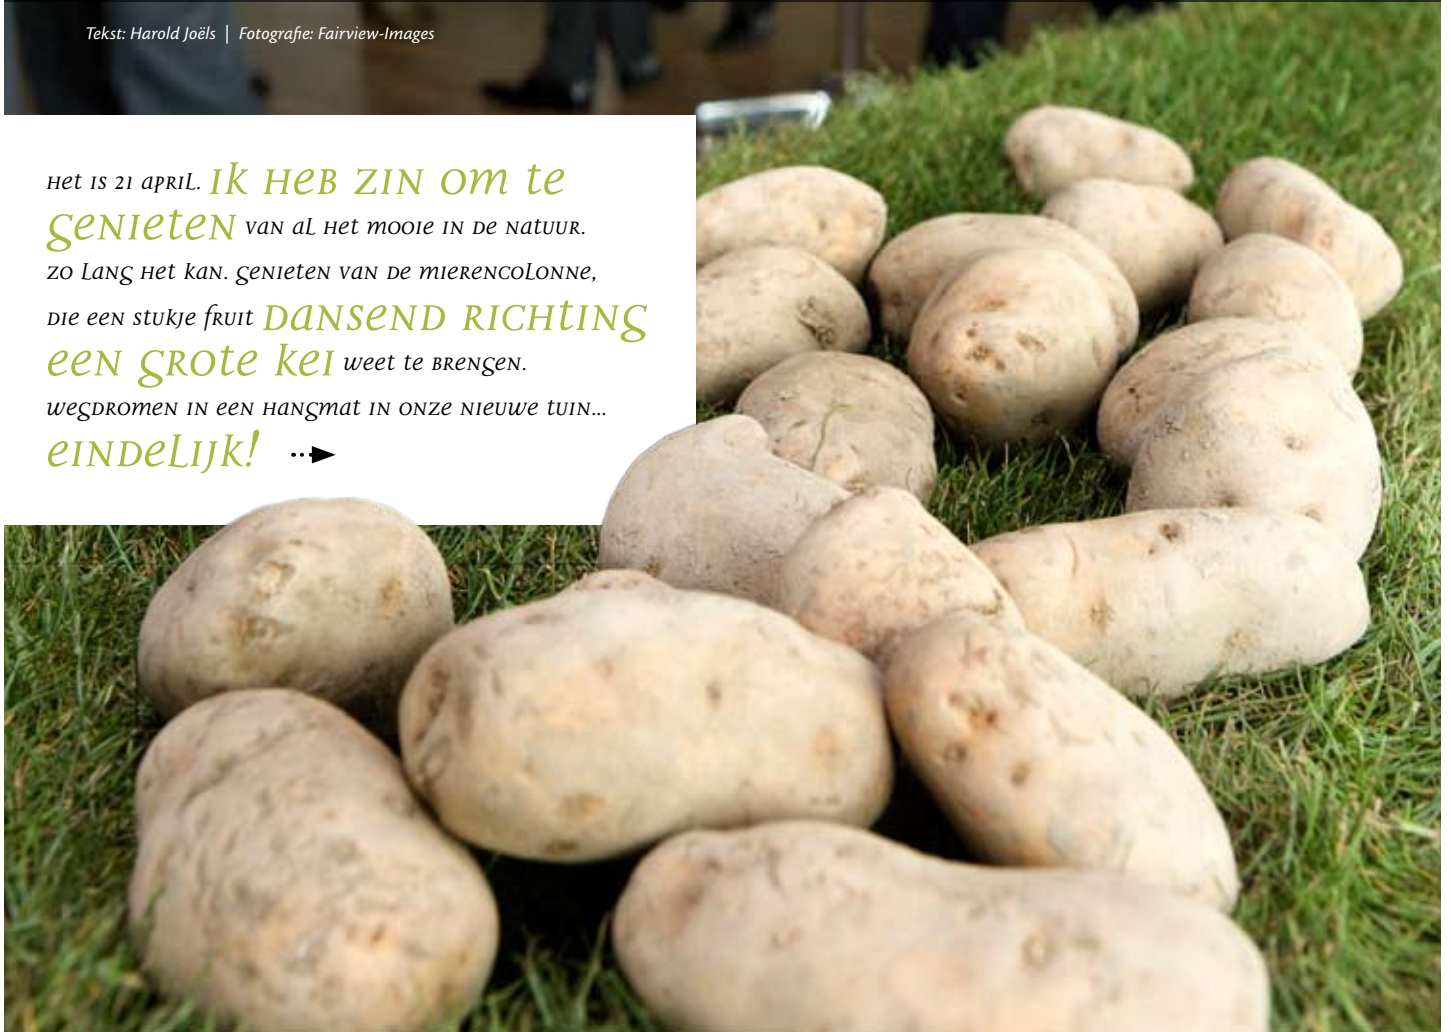 Tekst: Harold Joëls | Fotografie: Fairview-Images
Het is 21 april. Ik heb zin om te
genieten van al het mooie in de natuur.
Zo lang het kan. Genieten van de mierencolonne,
die een stukje fruit dansend richting
een grote kei weet te brengen.
Wegdromen in een hangmat in onze nieuwe tuin...
eindelijk!